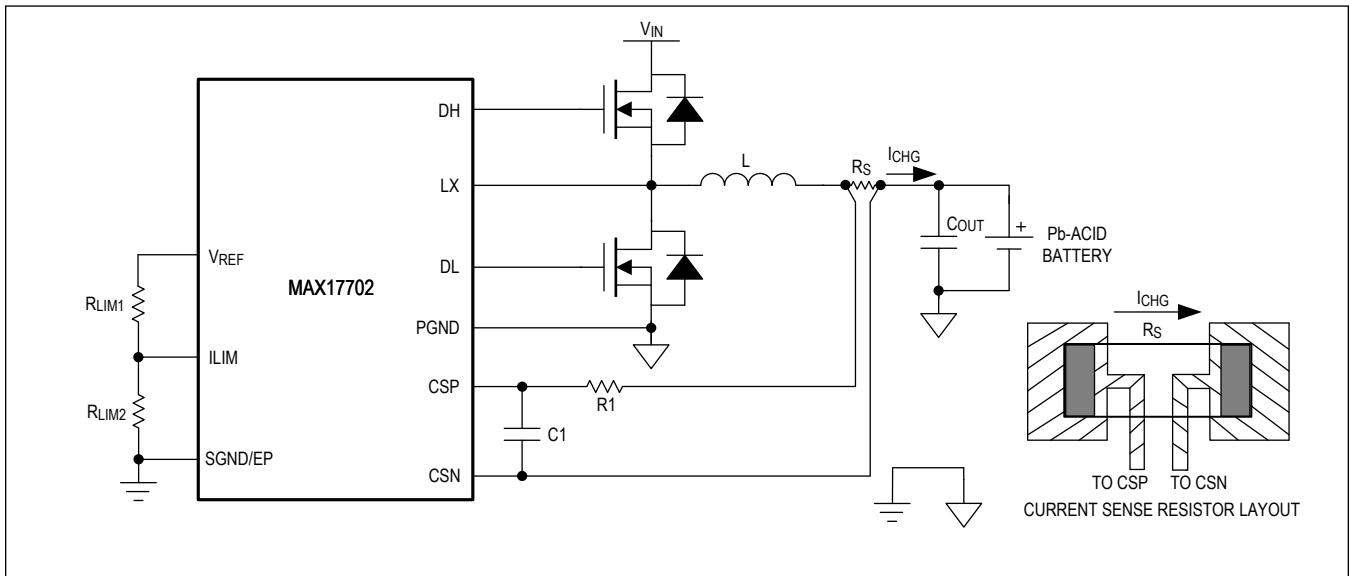 VIN
DH
LX
DL
PGND
CSP
CSN
VREF
ILIM
SGND/EP
MAX17702
RLIM1
RLIM2
L
RS
ICHG
COUT
+
Pb-ACID
BATTERY
R1
C1
ICHG
RS
TO CSP TO CSN
CURRENT SENSE RESISTOR LAYOUT